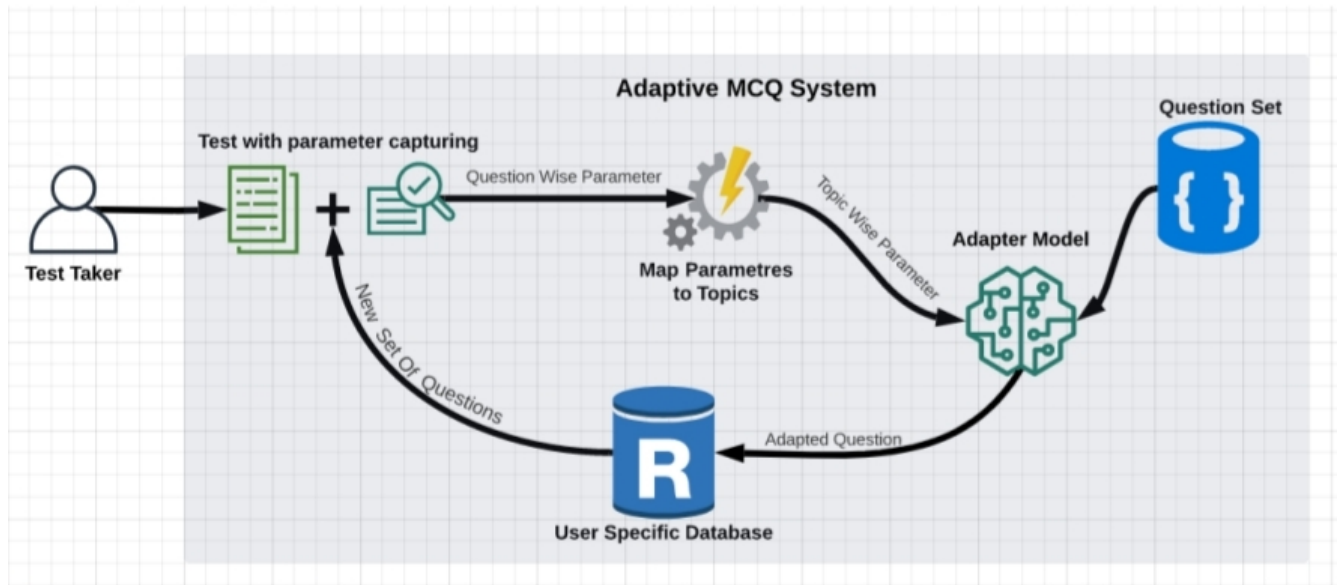 Adaptive MCQ System
Question Set
Test with parameter capturing
Question Wise Parameter
Topic Wise Parameter
Adapter Model
Test Taker
Map Parametres
to Topics
New Set Of Questions
{ }
R
Adapted Question
User Specific Database